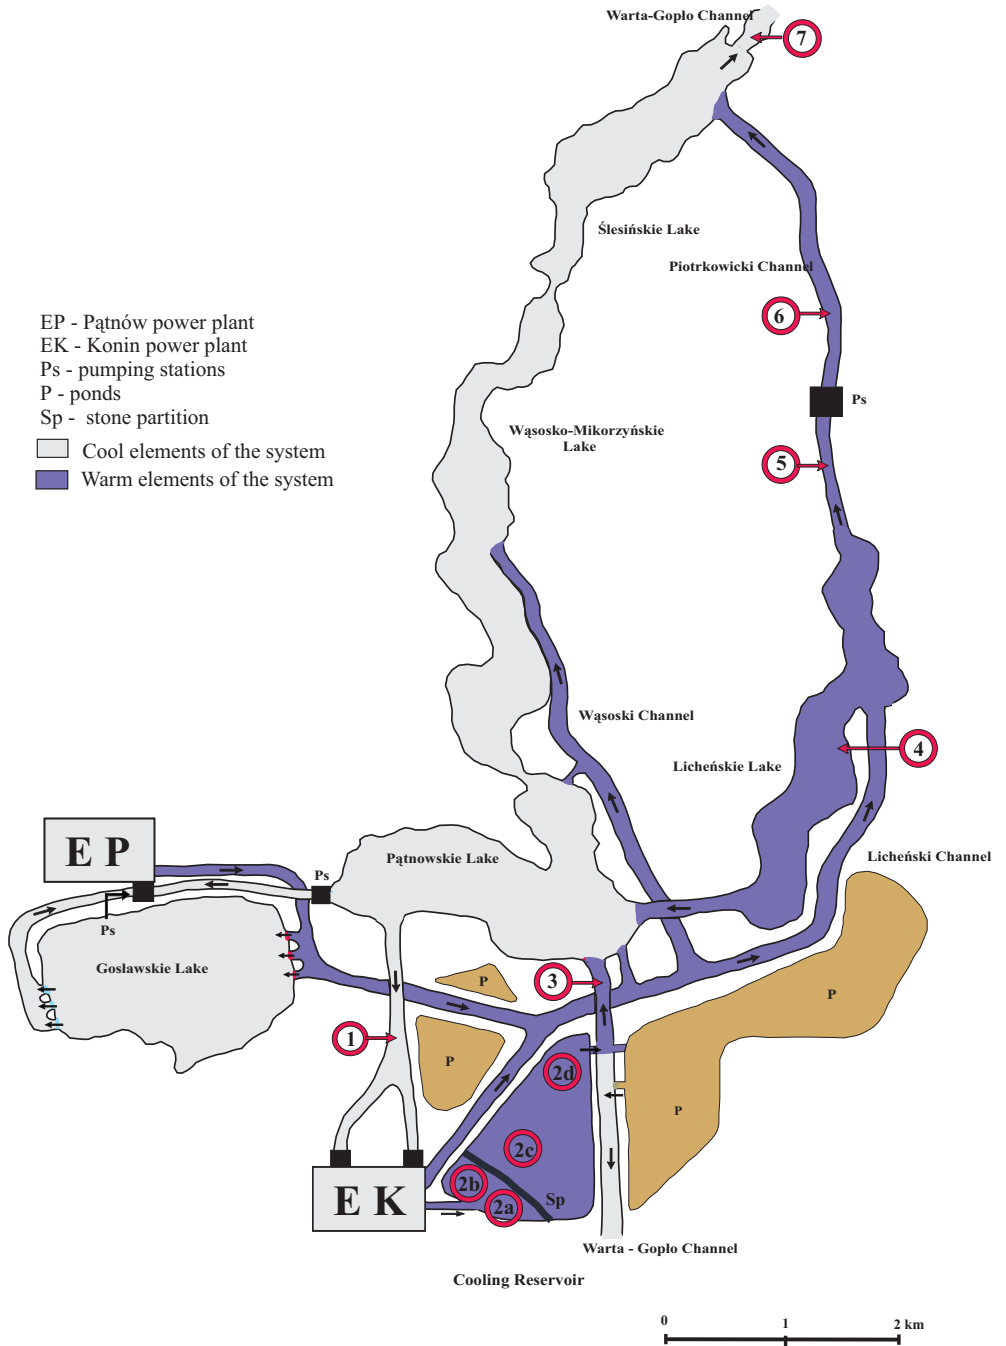 Warta-Gopło Channel
7
Ślesińskie Lake
Piotrkowicki Channel
6
EP - Pątnów power plant
EK - Konin power plant
Ps - pumping stations
P - ponds
Sp - stone partition
Cool elements of the system
Warm elements of the system
Ps
Wąsosko-Mikorzyńskie
Lake
5
Wąsoski Channel
4
Licheńskie Lake
E P
Pątnowskie Lake
Licheński Channel
Ps
Ps
Gosławskie Lake
3
P
P
1
P
2d
P
2c
2b
2a
Sp
E K
Warta - Gopło Channel
Cooling Reservoir
0
1
2 km